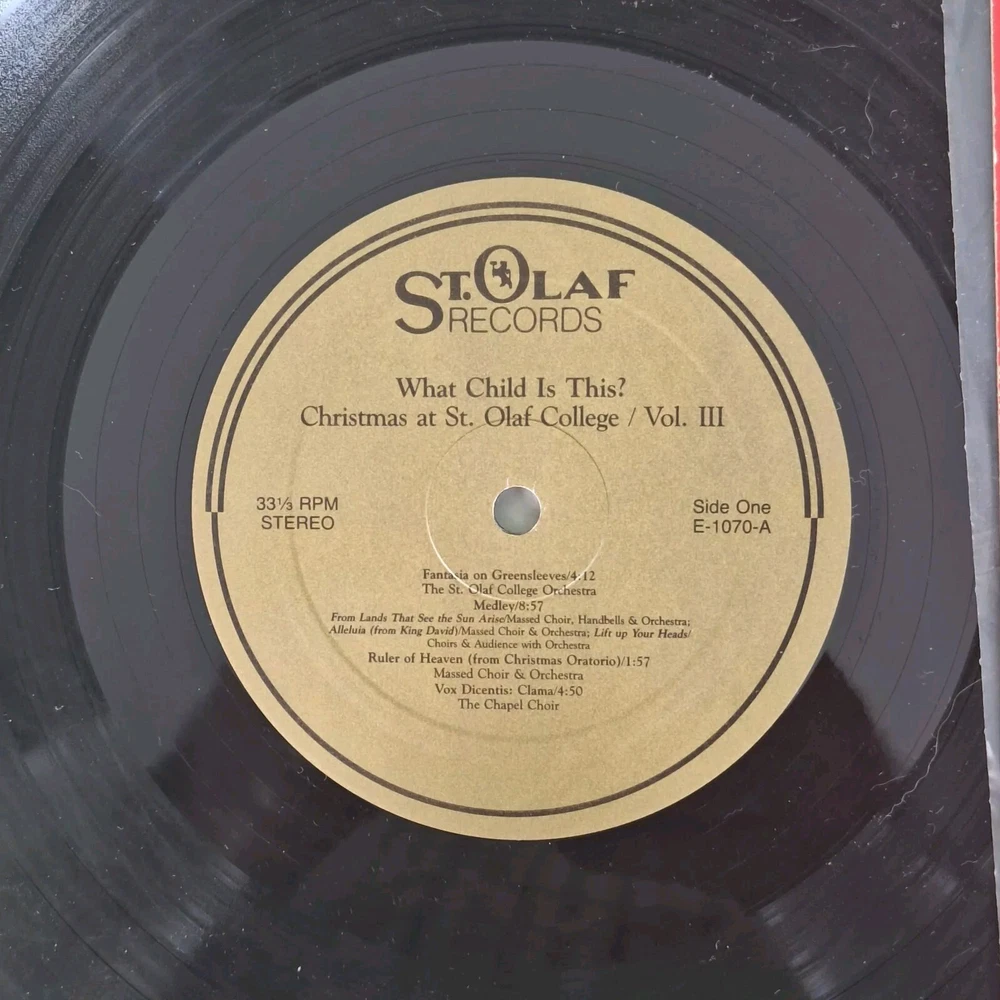 ST. OLAF
RECORDS
What Child Is This?
Christmas at St. Olaf College / Vol. III
33⅓ RPM
STEREO
Side One
E-1070-A
Fantasia on Greensleeves/4:12
The St. Olaf College Orchestra
Medley/8:57
From Lands That See the Sun Arise/Massed Choir, Handbells & Orchestra;
Alleluia (from King David)/Massed Choir & Orchestra; Lift up Your Heads/
Choirs & Audience with Orchestra
Ruler of Heaven (from Christmas Oratorio)/1:57
Massed Choir & Orchestra
Vox Dicentis: Clama/4:50
The Chapel Choir